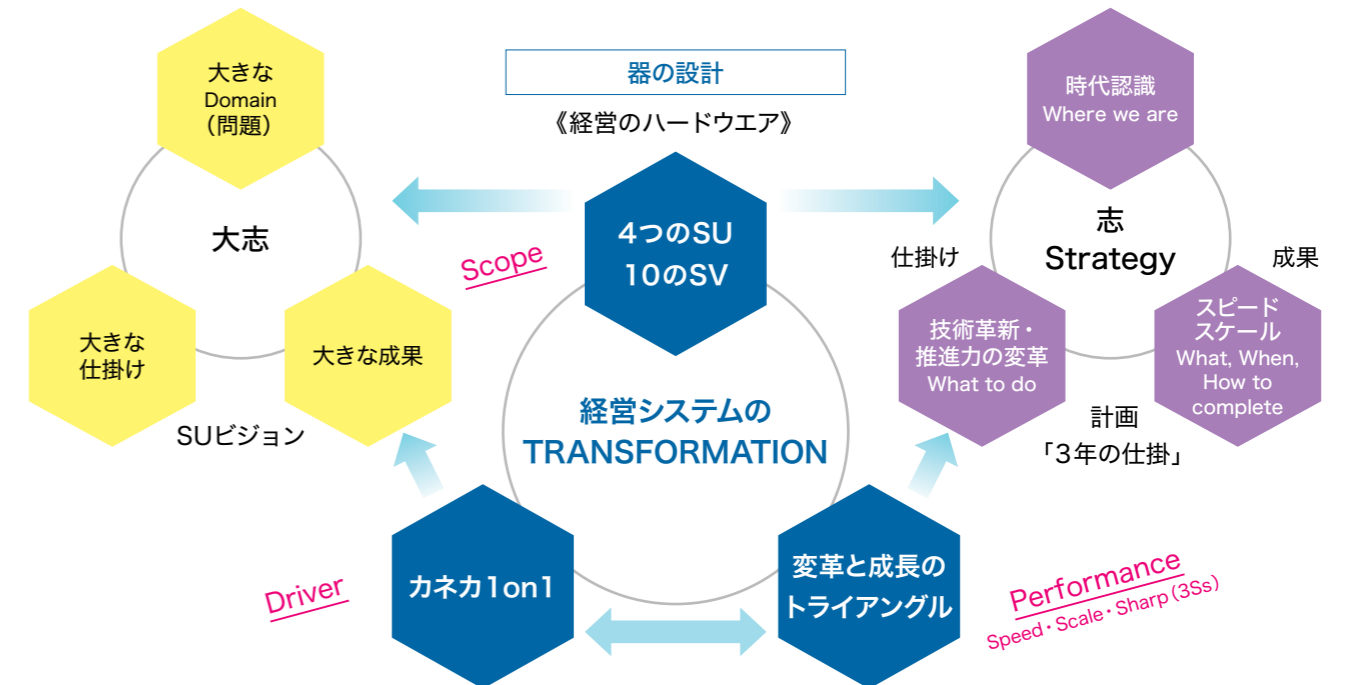 大きな
Domain
（問題）
大志
大きな
仕掛け
大きな成果
SUビジョン
器の設計
《経営のハードウエア》
4つのSU
10のSV
Scope
経営システムの
TRANSFORMATION
Driver
カネカ1on1
変革と成長の
トライアングル
Performance
Speed・Scale・Sharp（3Ss）
時代認識
Where we are
志
Strategy
仕掛け
成果
技術革新・
推進力の変革
What to do
スピード
スケール
What, When,
How to
complete
計画
「3年の仕掛」